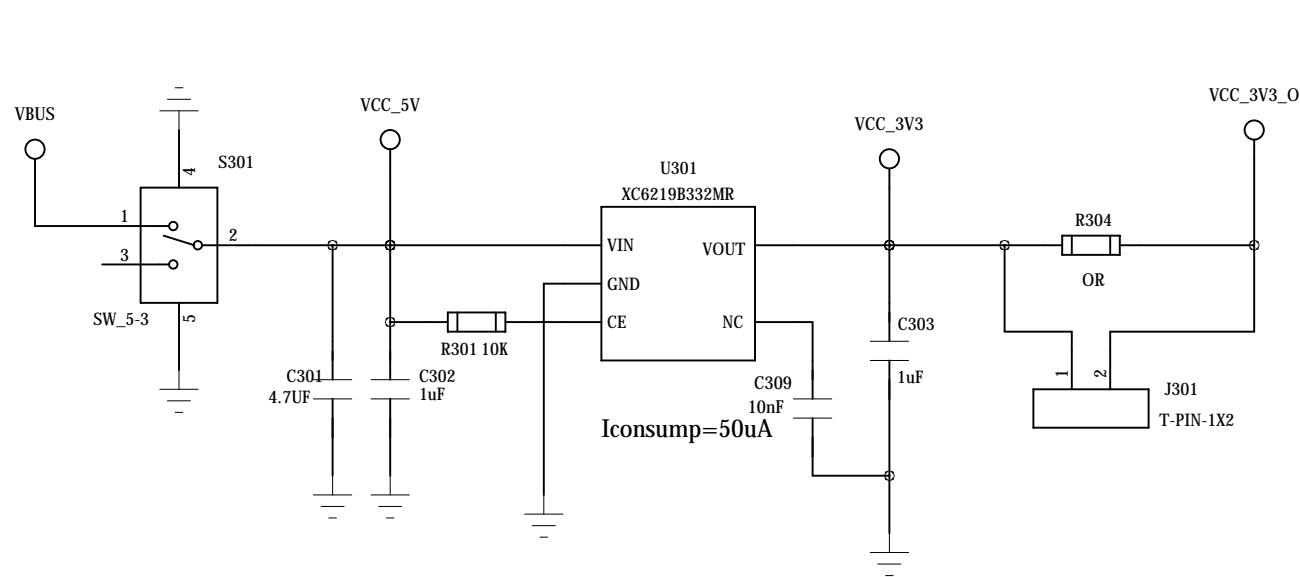 VCC_3V3_O
VCC_5V
VBUS
VCC_3V3
S301
U301
4
XC6219B332MR
1
R304
2
VIN
VOUT
3
OR
GND
SW_5-3
5
CE
NC
C303
R301 10K
C301
C302
1uF
1
2
C309
J301
4.7UF
1uF
10nF
T-PIN-1X2
Iconsump=50uA